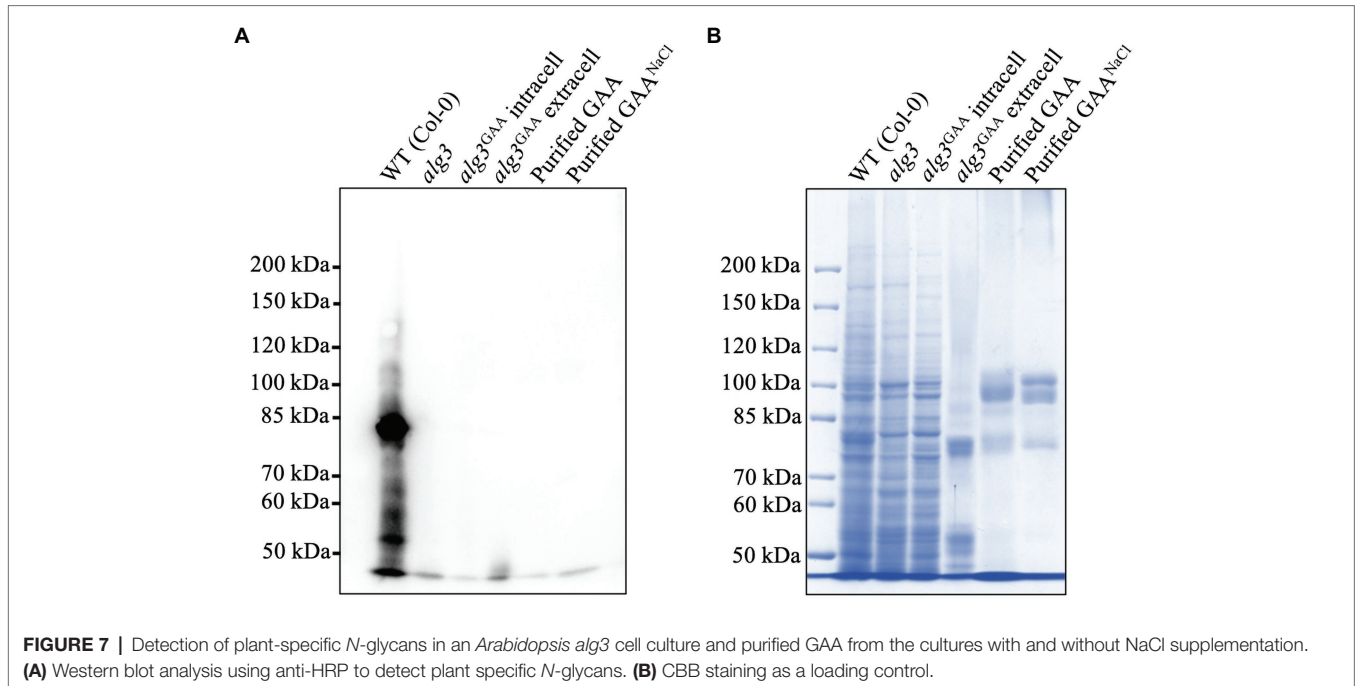 A
WT (Col-0)
alg3
alg3GAA intracell
alg3GAA extracell
Purified GAA
Purified GAANaCl
200 kDa
150 kDa
120 kDa
100 kDa
85 kDa
70 kDa
60 kDa
50 kDa
B
WT (Col-0)
alg3
alg3GAA intracell
alg3GAA extracell
Purified GAA
Purified GAANaCl
200 kDa
150 kDa
120 kDa
100 kDa
85 kDa
70 kDa
60 kDa
50 kDa
FIGURE 7 | Detection of plant-specific N-glycans in an Arabidopsis alg3 cell culture and purified GAA from the cultures with and without NaCl supplementation.
(A) Western blot analysis using anti-HRP to detect plant specific N-glycans. (B) CBB staining as a loading control.